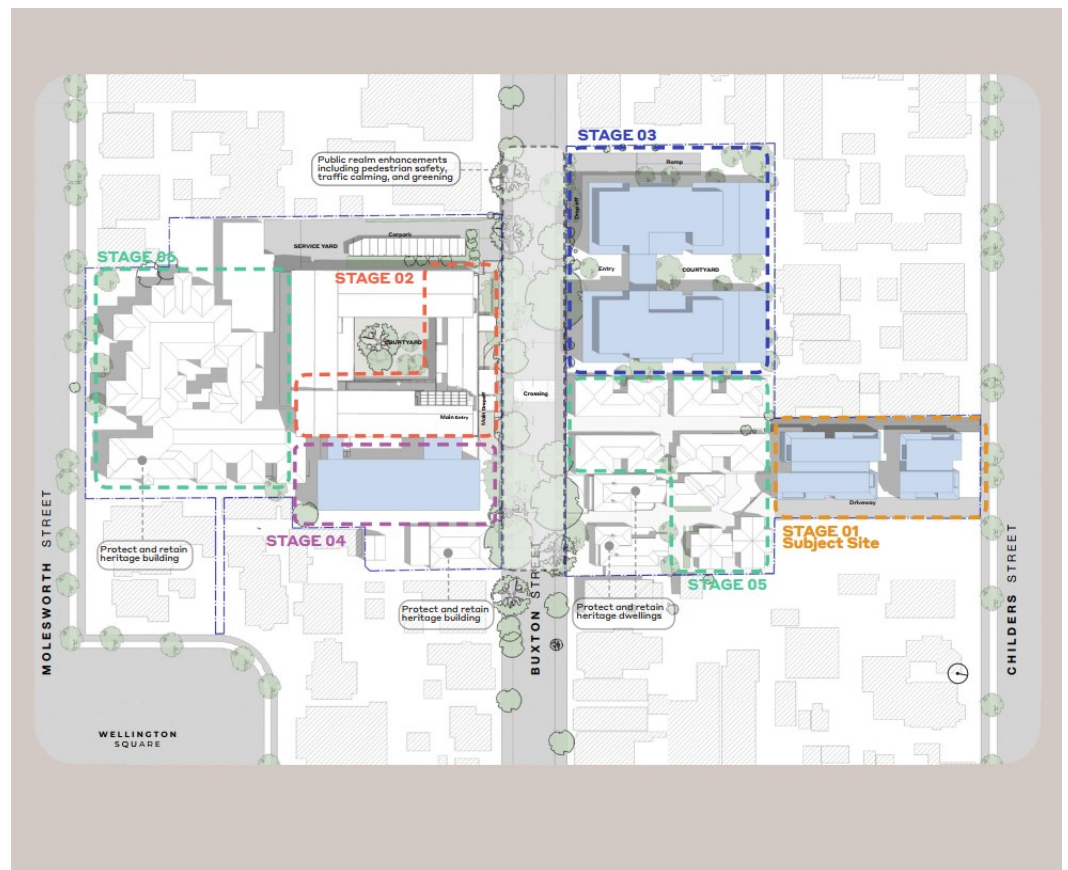 STAGE 03
Public realm enhancements
including pedestrian safety,
traffic calming, and greening
Ramp
Drop off
Carpark
SERVICE YARD
STAGE 06
STAGE 02
Entry
COURTYARD
COURTYARD
Crossing
Main Dropoff
Main Entry
Driveway
STAGE 04
STAGE 01
Subject Site
Protect and retain
heritage building
STAGE 05
Protect and retain
heritage building
Protect and retain
heritage dwellings
MOLESWORTH STREET
BUXTON STREET
CHILDERS STREET
WELLINGTON
SQUARE